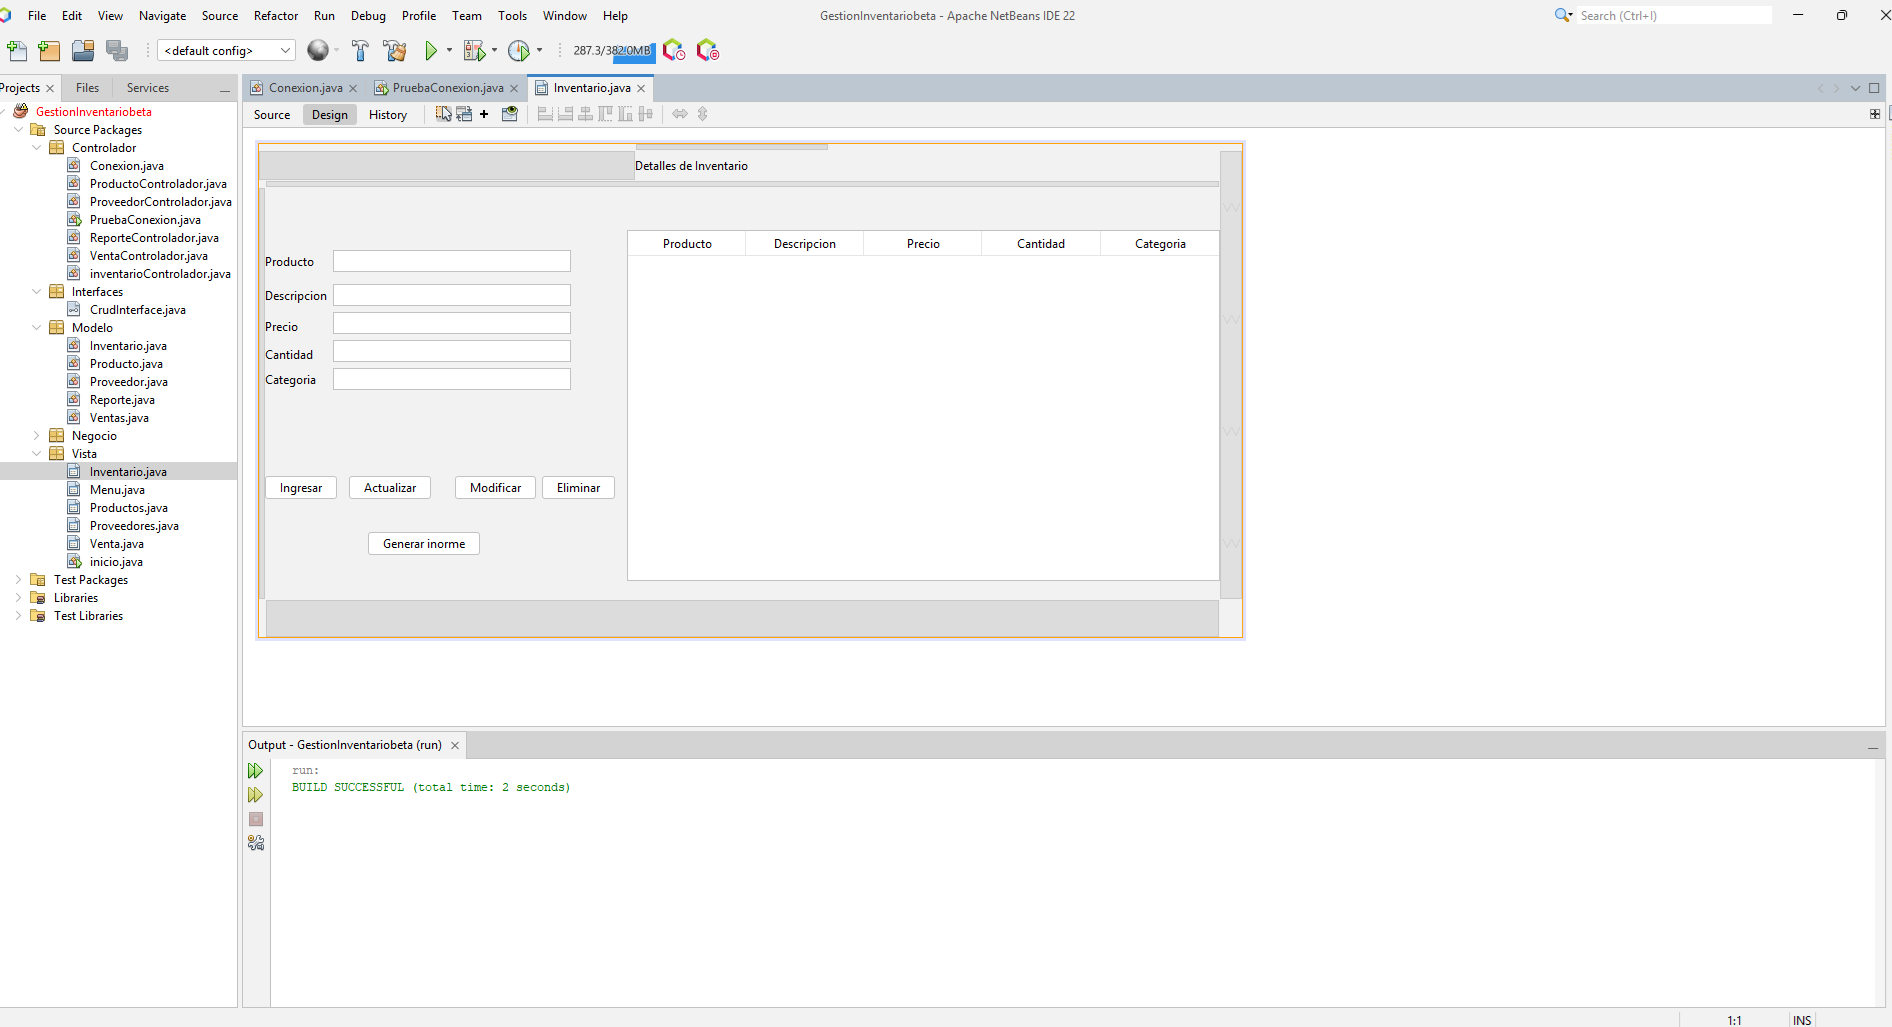 File Edit View Navigate Source Refactor Run Debug Profile Team Tools Window Help GestionInventariobeta - Apache NetBeans IDE 22 Search (Ctrl+I)
<default config> 287.3/382.0MB
Projects Files Services
Conexion.java PruebaConexion.java Inventario.java
Source Design History
GestionInventariobeta
Source Packages
Controlador
Conexion.java
ProductoControlador.java
ProveedorControlador.java
PruebaConexion.java
ReporteControlador.java
VentaControlador.java
inventarioControlador.java
Interfaces
CrudInterface.java
Modelo
Inventario.java
Producto.java
Proveedor.java
Reporte.java
Ventas.java
Negocio
Vista
Inventario.java
Menu.java
Productos.java
Proveedores.java
Venta.java
inicio.java
Test Packages
Libraries
Test Libraries
Detalles de Inventario
Producto Descripcion Precio Cantidad Categoria
Producto
Descripcion
Precio
Cantidad
Categoria
Ingresar Actualizar Modificar Eliminar
Generar inorme
Output - GestionInventariobeta (run)
run:
BUILD SUCCESSFUL (total time: 2 seconds)
1:1 INS